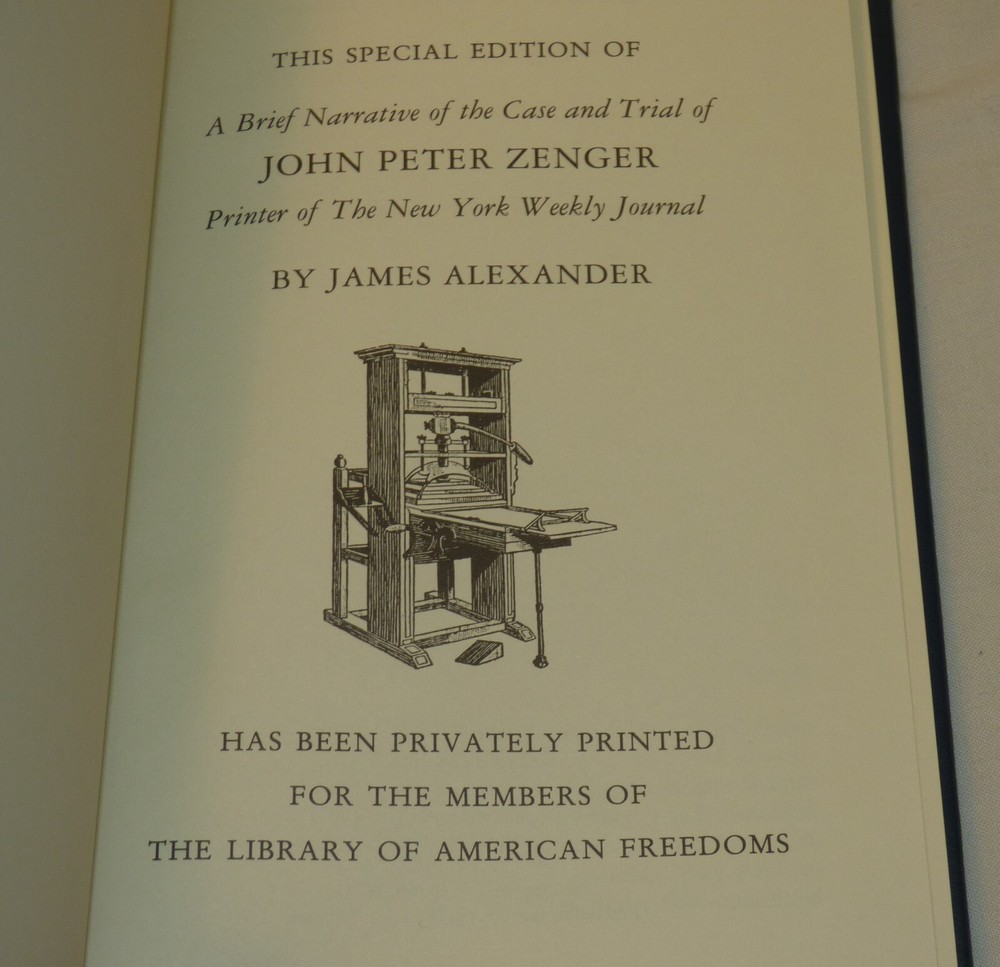 THIS SPECIAL EDITION OF
A Brief Narrative of the Case and Trial of
JOHN PETER ZENGER
Printer of The New York Weekly Journal
BY JAMES ALEXANDER
HAS BEEN PRIVATELY PRINTED
FOR THE MEMBERS OF
THE LIBRARY OF AMERICAN FREEDOMS